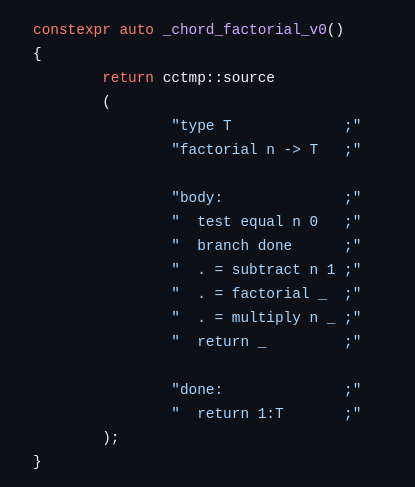 constexpr auto _chord_factorial_v0()
{
        return cctmp::source
        (
                "type T             ;"
                "factorial n -> T   ;"

                "body:              ;"
                "  test equal n 0   ;"
                "  branch done      ;"
                "  . = subtract n 1 ;"
                "  . = factorial _  ;"
                "  . = multiply n _ ;"
                "  return _         ;"

                "done:              ;"
                "  return 1:T       ;"
        );
}